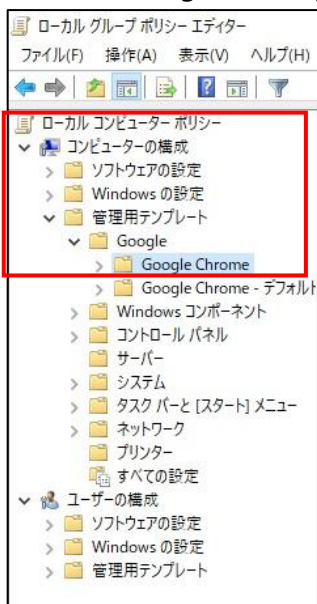 ローカル グループ ポリシー エディター
ファイル(F) 操作(A) 表示(V) ヘルプ(H)
ローカル コンピューター ポリシー
コンピューターの構成
ソフトウェアの設定
Windows の設定
管理用テンプレート
Google
Google Chrome
Google Chrome - デフォルト
Windows コンポーネント
コントロール パネル
サーバー
システム
タスク バーと [スタート] メニュー
ネットワーク
プリンター
すべての設定
ユーザーの構成
ソフトウェアの設定
Windows の設定
管理用テンプレート